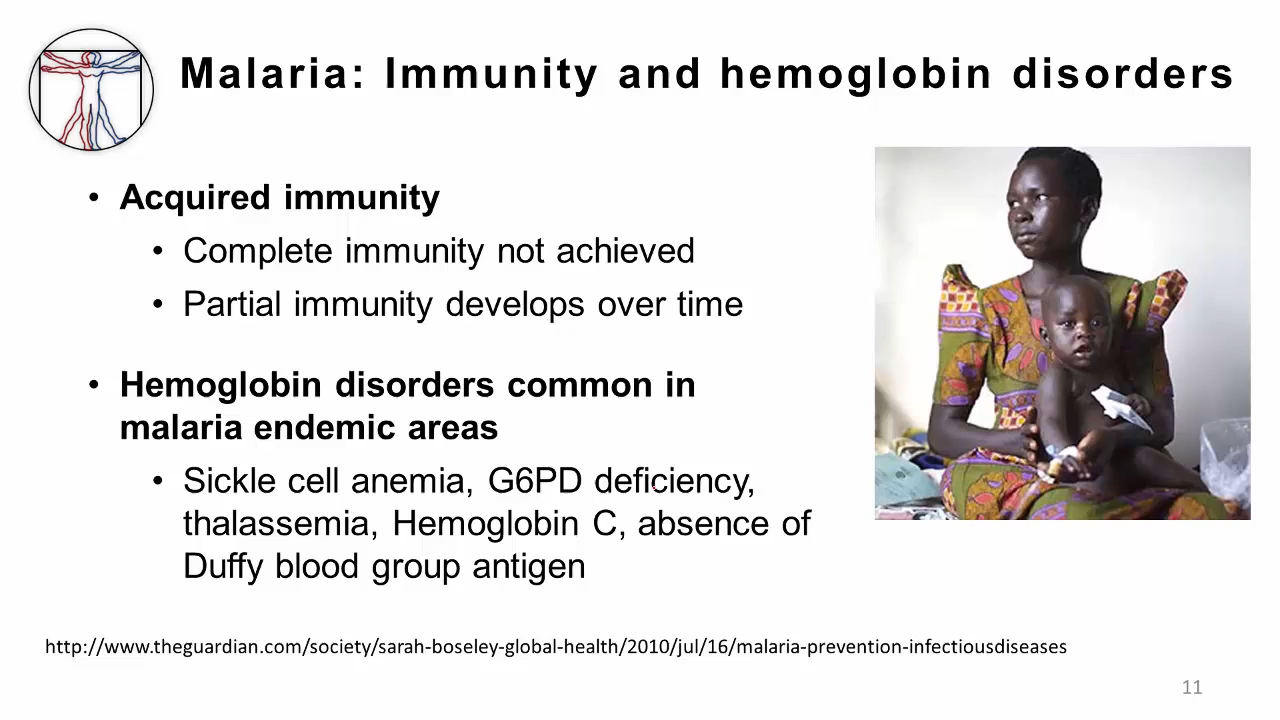 Malaria: Immunity and hemoglobin disorders
• Acquired immunity
• Complete immunity not achieved
• Partial immunity develops over time
• Hemoglobin disorders common in
malaria endemic areas
• Sickle cell anemia, G6PD deficiency,
thalassemia, Hemoglobin C, absence of
Duffy blood group antigen
http://www.theguardian.com/society/sarah-boseley-global-health/2010/jul/16/malaria-prevention-infectiousdiseases
11